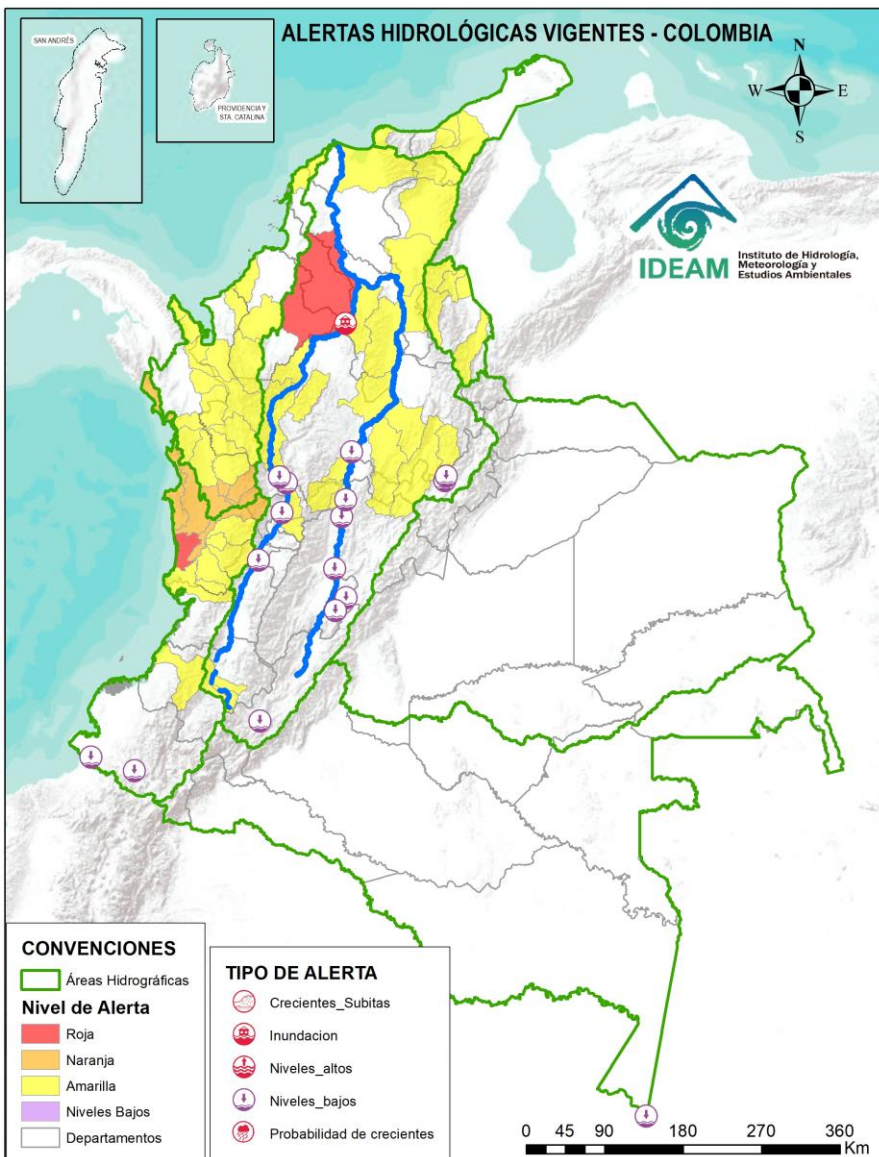 ALERTAS HIDROLÓGICAS VIGENTES - COLOMBIA
SAN ANDRÉS
PROVIDENCIA Y
STA. CATALINA
N
W
E
S
IDEAM
Instituto de Hidrología,
Meteorología y
Estudios Ambientales
CONVENCIONES
Áreas Hidrográficas
Nivel de Alerta
Roja
Naranja
Amarilla
Niveles Bajos
Departamentos
TIPO DE ALERTA
Crecientes_Subitas
Inundacion
Niveles_altos
Niveles_bajos
Probabilidad de crecientes
0 45 90 180 270 360
Km